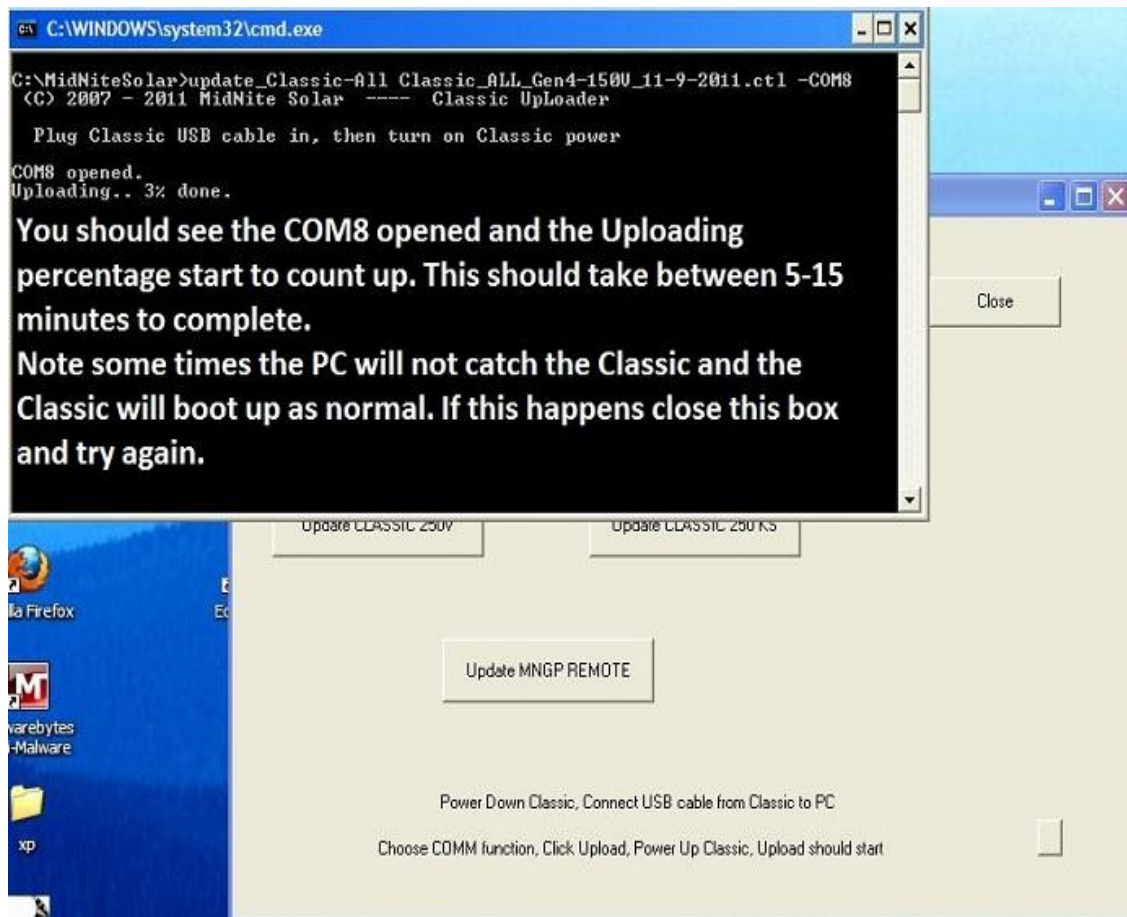 C:\WINDOWS\system32\cmd.exe
C:\MidNiteSolar>update_Classic-All Classic_ALL_Gen4-150V_11-9-2011.ctl -COM8
(C) 2007 - 2011 MidNite Solar ---- Classic UpLoader
Plug Classic USB cable in, then turn on Classic power
COM8 opened.
Uploading.. 3% done.
You should see the COM8 opened and the Uploading
percentage start to count up. This should take between 5-15
minutes to complete.
Note some times the PC will not catch the Classic and the
Classic will boot up as normal. If this happens close this box
and try again.
Close
Update CLASSIC 250V
Update CLASSIC 250 KS
lla Firefox
Ec
Update MNGP REMOTE
warebytes
i-Malware
xp
Power Down Classic, Connect USB cable from Classic to PC
Choose COMM function, Click Upload, Power Up Classic, Upload should start